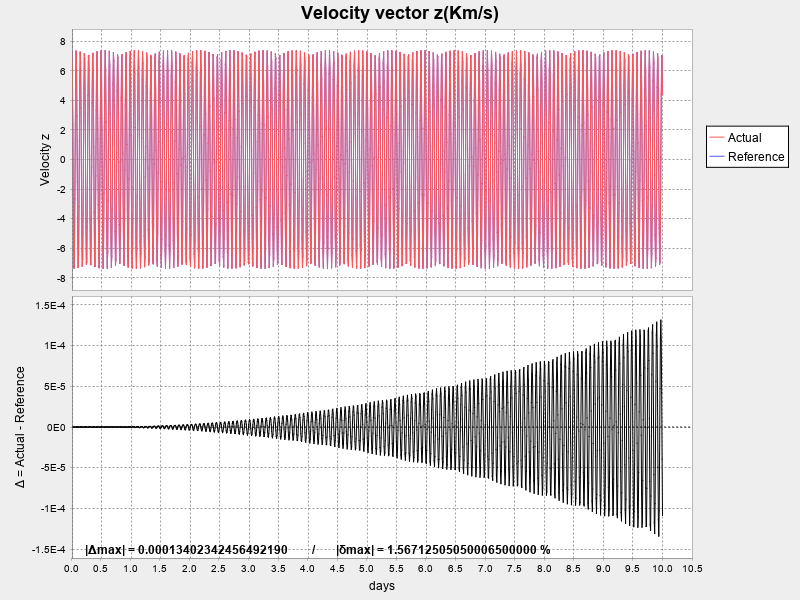 Velocity vector z(Km/s)
8
6
4
2
0
-2
-4
-6
-8
Velocity z
Actual
Reference
1.5E-4
1E-4
5E-5
0E0
-5E-5
-1E-4
-1.5E-4
Δ = Actual - Reference
|Δmax| = 0.00013402342456492190 / |δmax| = 1.56712505050006500000 %
0.0 0.5 1.0 1.5 2.0 2.5 3.0 3.5 4.0 4.5 5.0 5.5 6.0 6.5 7.0 7.5 8.0 8.5 9.0 9.5 10.0 10.5
days